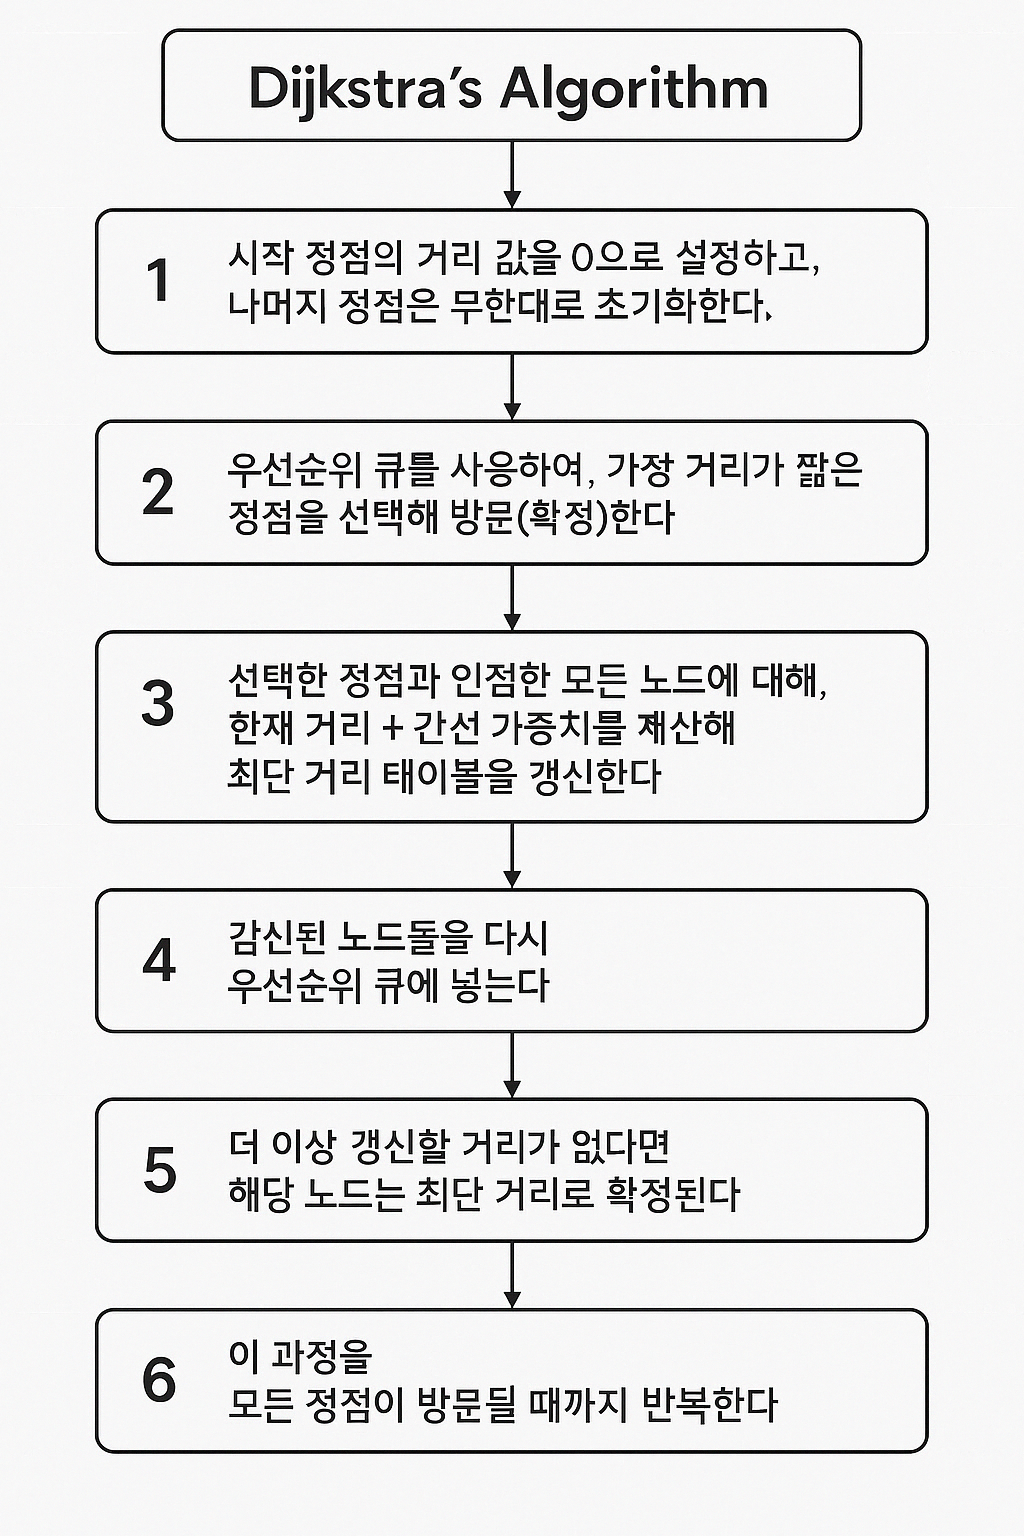 Dijkstra's Algorithm
1
시작 정점의 거리 값을 0으로 설정하고,
나머지 정점은 무한대로 초기화한다.
2
우선순위 큐를 사용하여, 가장 거리가 짧은
정점을 선택해 방문(확정)한다
3
선택한 정점과 인점한 모든 노드에 대해,
한재 거리 + 간선 가증치를 재산해
최단 거리 태이볼을 갱신한다
4
감신된 노드돌을 다시
우선순위 큐에 넣는다
5
더 이상 갱신할 거리가 없다면
해당 노드는 최단 거리로 확정된다
6
이 과정을
모든 정점이 방문될 때까지 반복한다